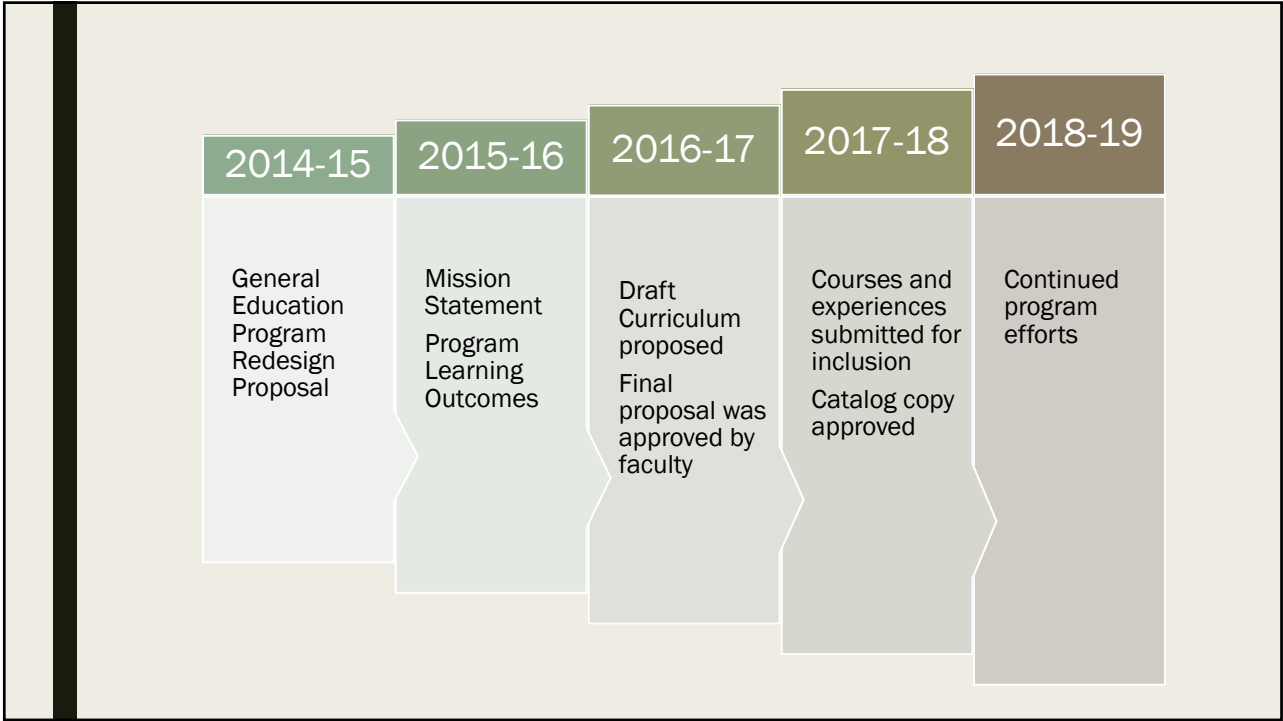 2014-15
General
Education
Program
Redesign
Proposal
2015-16
Mission
Statement
Program
Learning
Outcomes
2016-17
Draft
Curriculum
proposed
Final
proposal was
approved by
faculty
2017-18
Courses and
experiences
submitted for
inclusion
Catalog copy
approved
2018-19
Continued
program
efforts